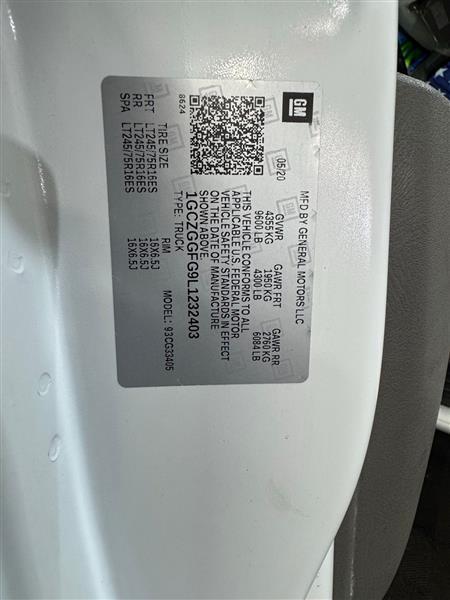 GM
MFD BY GENERAL MOTORS LLC
05/20
GVWR GAWR FRT GAWR RR
4355 KG 1950 KG 2760 KG
9600 LB 4300 LB 6084 LB
THIS VEHICLE CONFORMS TO ALL
APPLICABLE U.S. FEDERAL MOTOR
VEHICLE SAFETY STANDARDS IN EFFECT
ON THE DATE OF MANUFACTURE
SHOWN ABOVE.
1GCZGGFG9L1232403
TYPE: TRUCK MODEL: 93CG33405
8624
TIRE SIZE RIM
FRT LT245/75R16ES 16X6.5J
RR LT245/75R16ES 16X6.5J
SPA LT245/75R16ES 16X6.5J